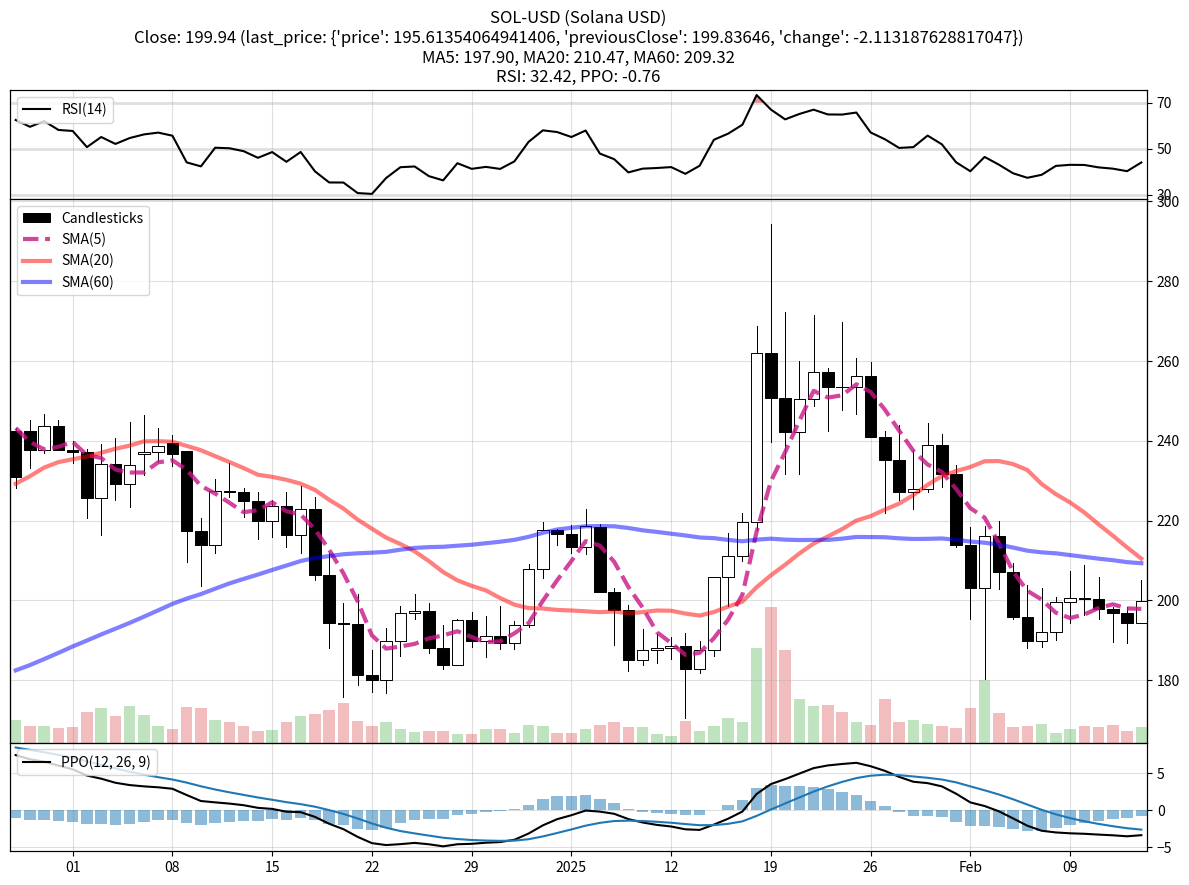 SOL-USD (Solana USD)
Close: 199.94 (last_price: {'price': 195.61354064941406, 'previousClose': 199.83646, 'change': -2.113187628817047})
MA5: 197.90, MA20: 210.47, MA60: 209.32
RSI: 32.42, PPO: -0.76
RSI(14)
70
50
30
Candlesticks
SMA(5)
SMA(20)
SMA(60)
300
280
260
240
220
200
180
PPO(12, 26, 9)
5
0
−5
01
08
15
22
29
2025
12
19
26
Feb
09